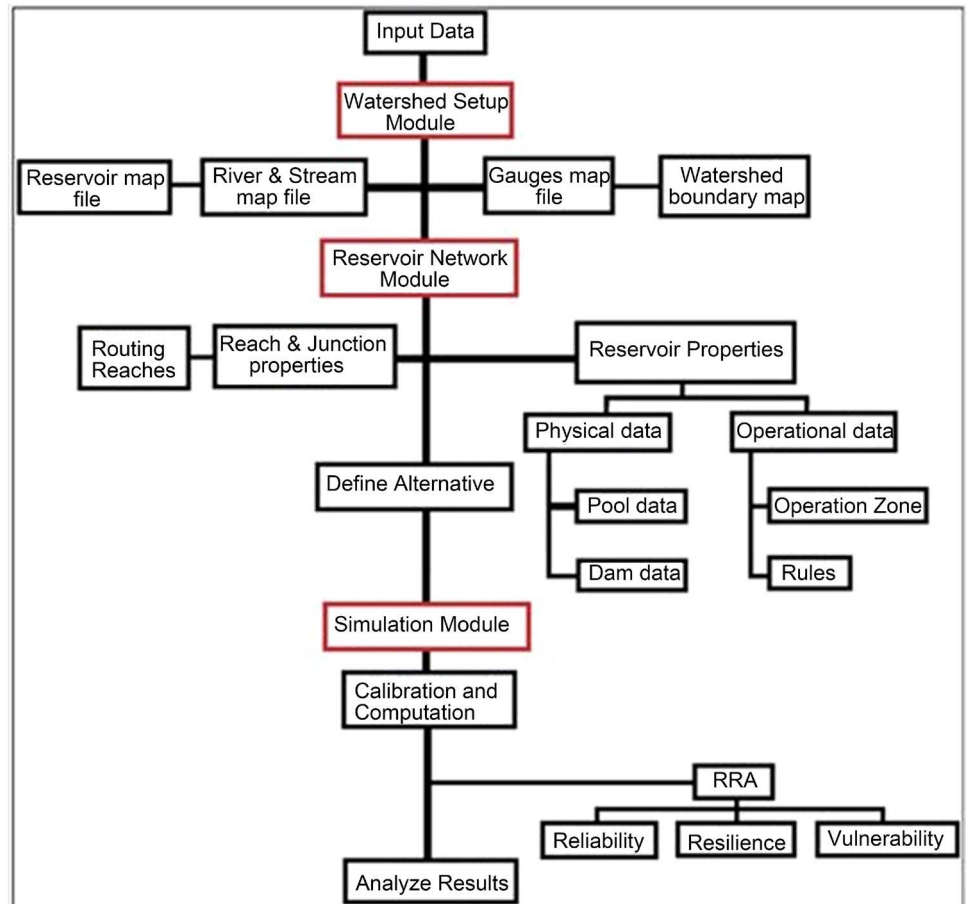 Input Data
Watershed Setup
Module
Reservoir map
file
River & Stream
map file
Gauges map
file
Watershed
boundary map
Reservoir Network
Module
Routing
Reaches
Reach & Junction
properties
Reservoir Properties
Physical data
Operational data
Define Alternative
Pool data
Operation Zone
Dam data
Rules
Simulation Module
Calibration and
Computation
RRA
Reliability
Resilience
Vulnerability
Analyze Results